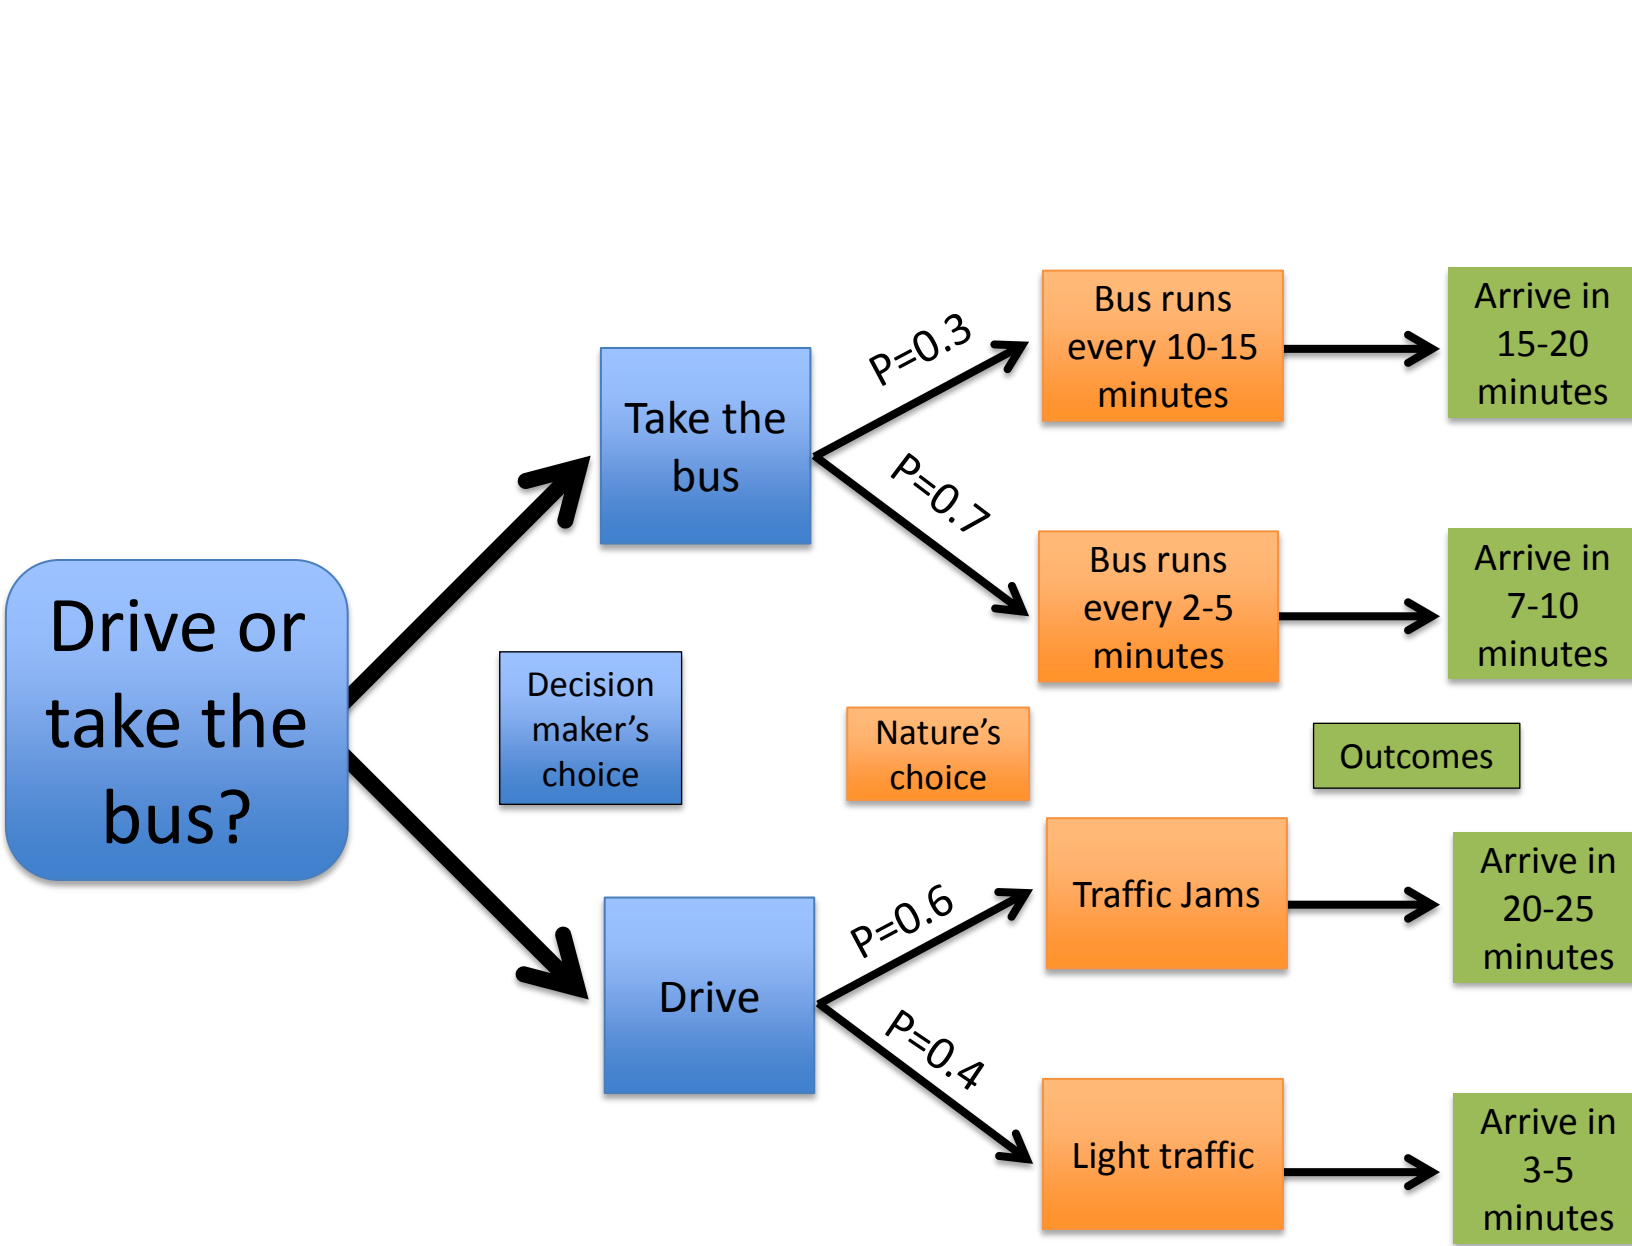 Drive or
take the
bus?
Take the
bus
Drive
Decision
maker’s
choice
P=0.3
P=0.7
P=0.6
P=0.4
Bus runs
every 10-15
minutes
Bus runs
every 2-5
minutes
Nature’s
choice
Traffic Jams
Light traffic
Arrive in
15-20
minutes
Arrive in
7-10
minutes
Outcomes
Arrive in
20-25
minutes
Arrive in
3-5
minutes